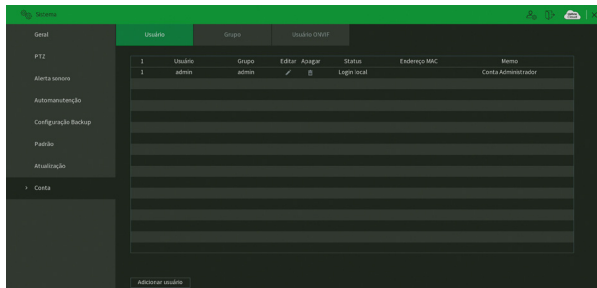 Sistema
Geral
PTZ
Alerta sonoro
Automanutenção
Configuração Backup
Padrão
Atualização
Conta
Usuário Grupo Usuário ONVIF
1 Usuário Grupo Editar Apagar Status Endereço MAC Memo
1 admin admin Login local Conta Administrador
Adicionar usuário